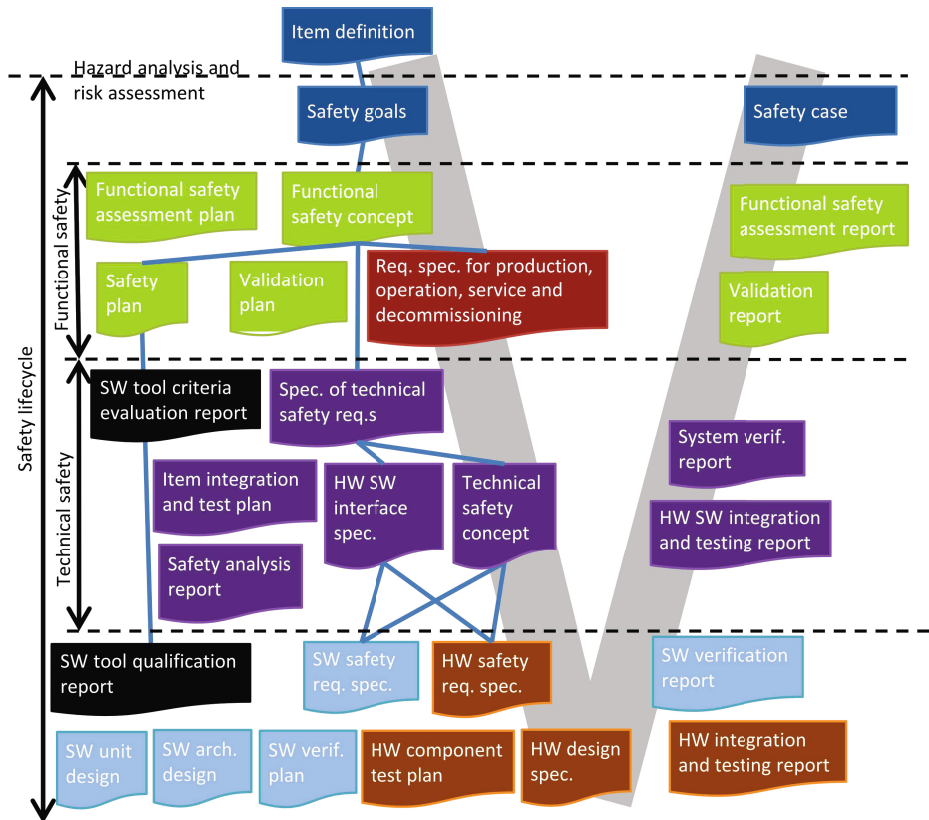 Item definition
Hazard analysis and
risk assessment
Safety goals
Safety case
Functional safety
assessment plan
Functional
safety concept
Functional safety
assessment report
Safety
plan
Validation
plan
Req. spec. for production,
operation, service and
decommissioning
Validation
report
Functional safety
Safety lifecycle
Technical safety
SW tool criteria
evaluation report
Spec. of technical
safety req.s
System verif.
report
Item integration
and test plan
HW SW
interface
spec.
Technical
safety
concept
HW SW integration
and testing report
Safety analysis
report
SW tool qualification
report
SW safety
req. spec.
HW safety
req. spec.
SW verification
report
SW unit
design
SW arch.
design
SW verif.
plan
HW component
test plan
HW design
spec.
HW integration
and testing report